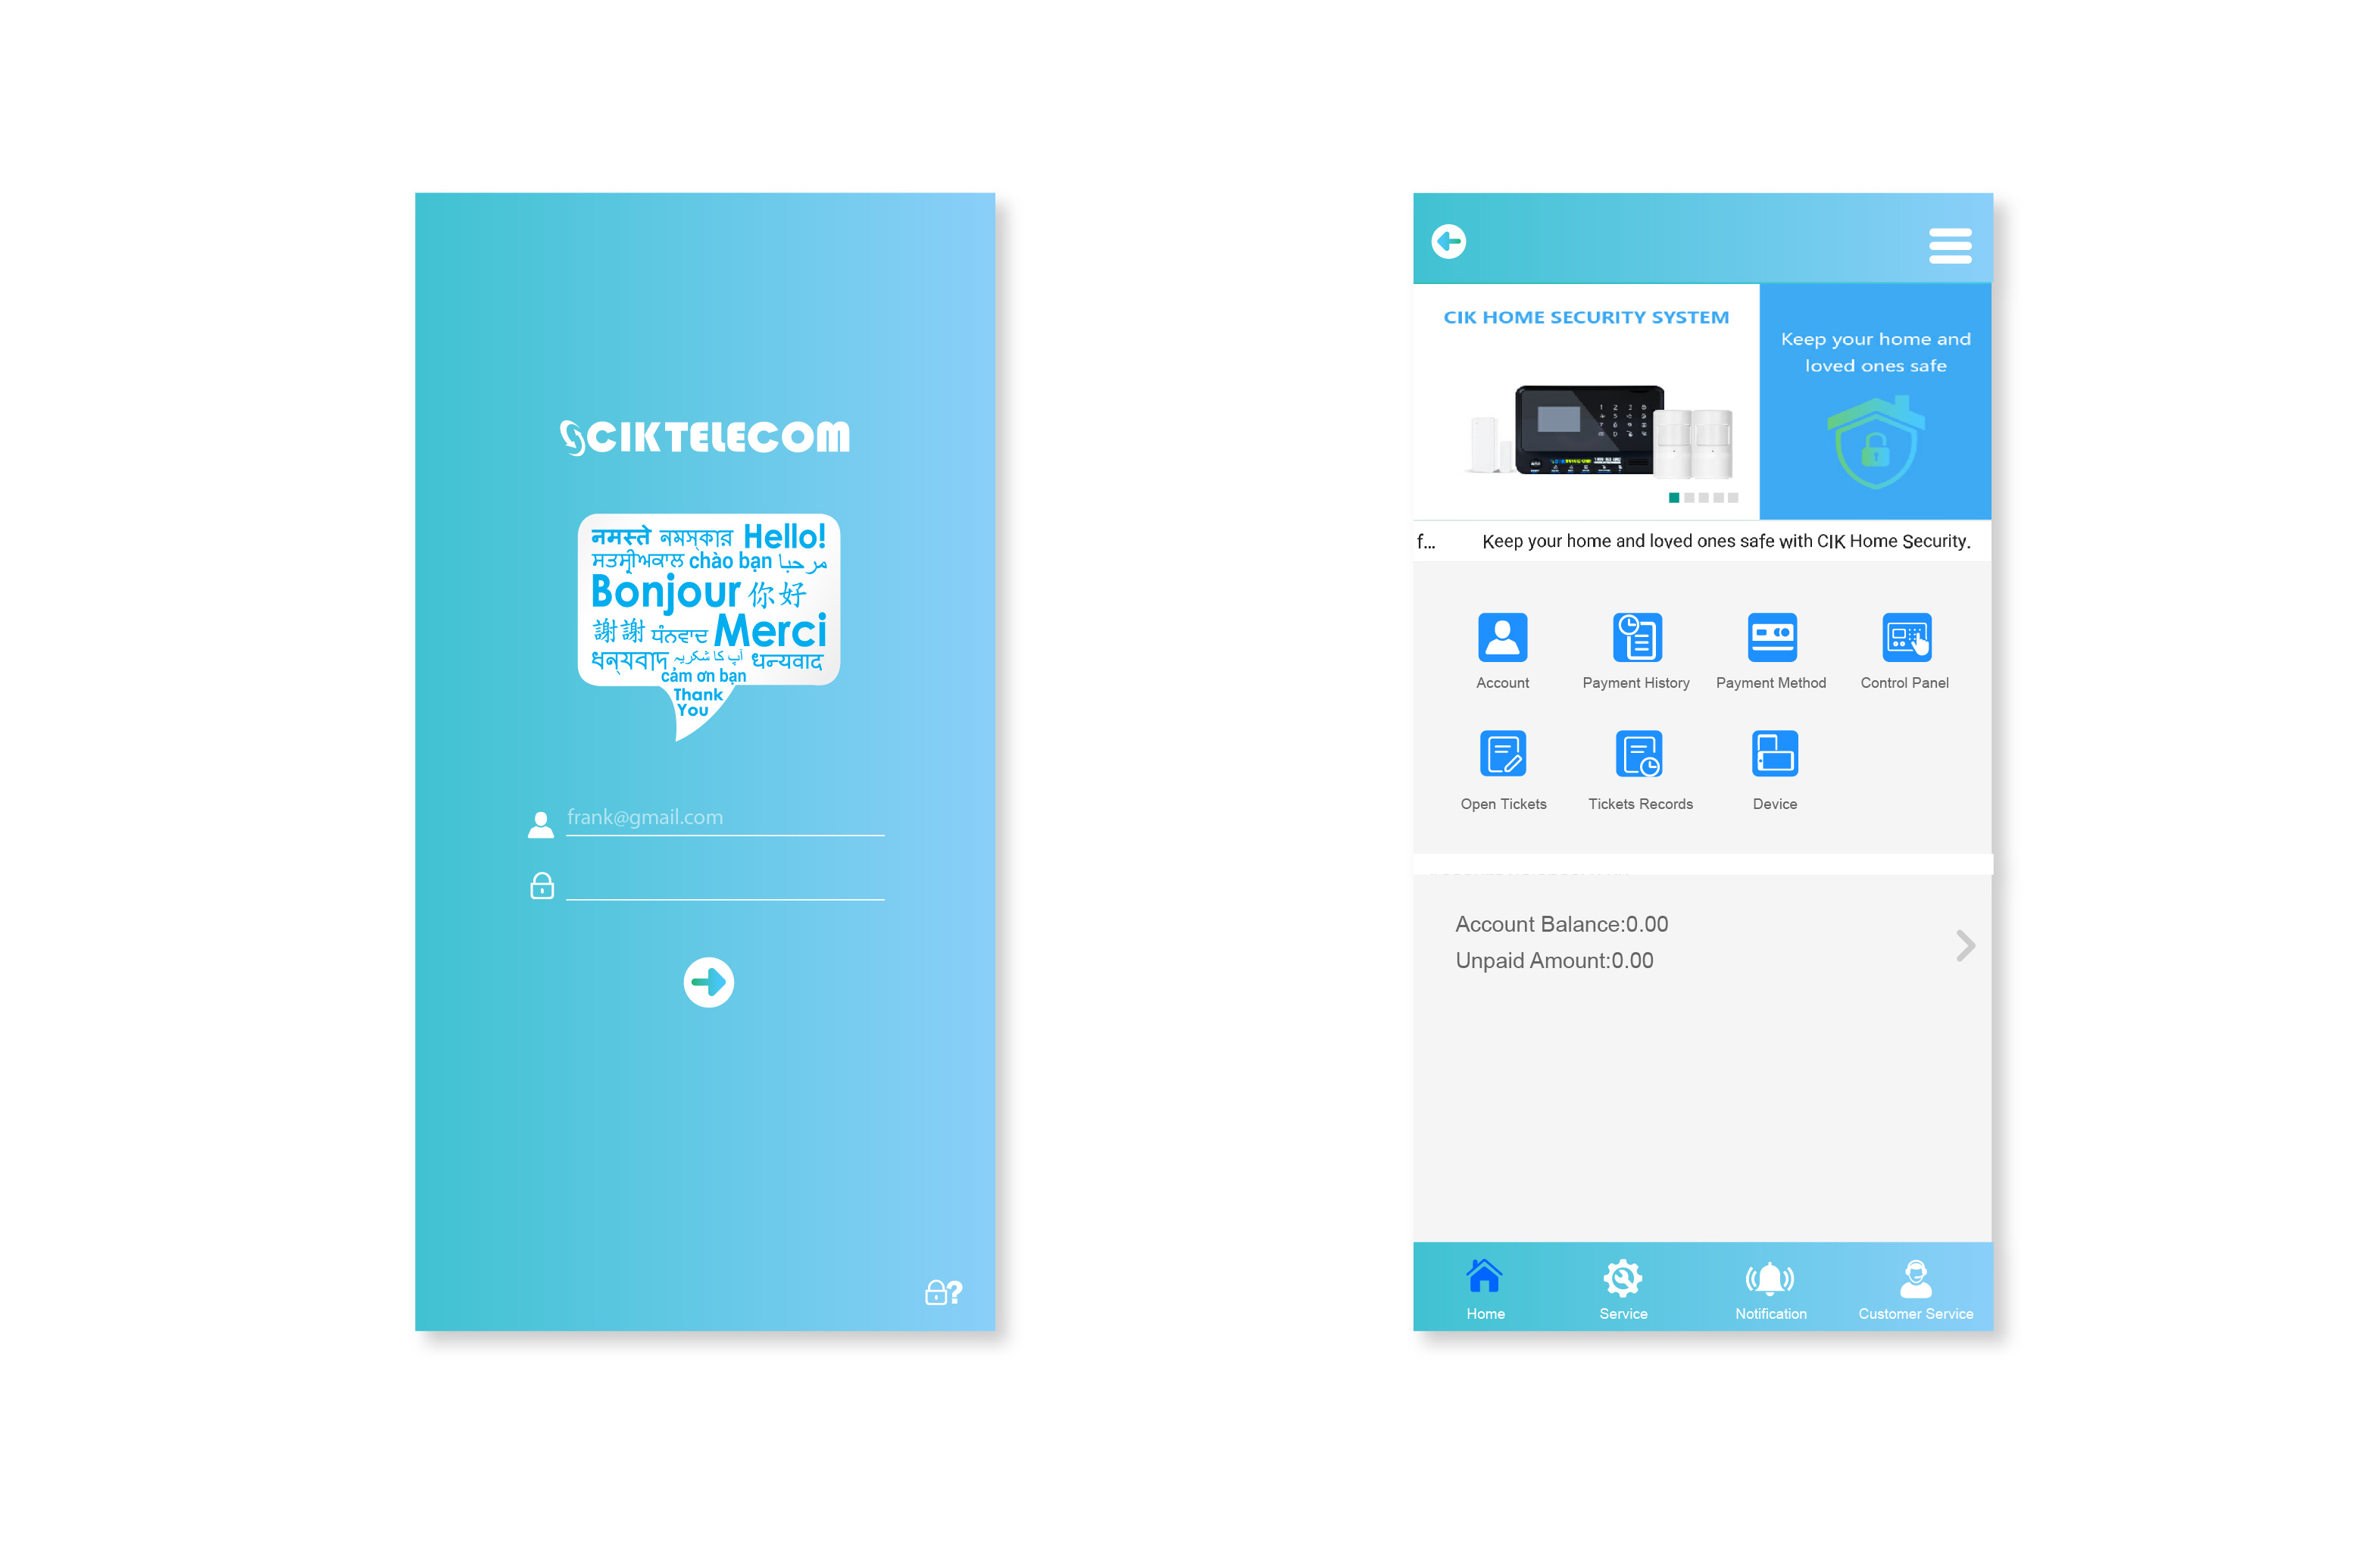 CIKTELECOM
नमस्ते নমস্কার Hello!
ਸਤਸ੍ਰੀਅਕਾਲ chào bạn مرحبا
Bonjour 你好
謝謝 ਧੰਨਵਾਦ Merci
ধন্যবাদ آپ کا شکریہ धन्यवाद
cảm ơn bạn
Thank
You
frank@gmail.com
?
CIK HOME SECURITY SYSTEM
Keep your home and
loved ones safe
f... Keep your home and loved ones safe with CIK Home Security.
Account Payment History Payment Method Control Panel
Open Tickets Tickets Records Device
Account Balance:0.00
Unpaid Amount:0.00
Home Service Notification Customer Service